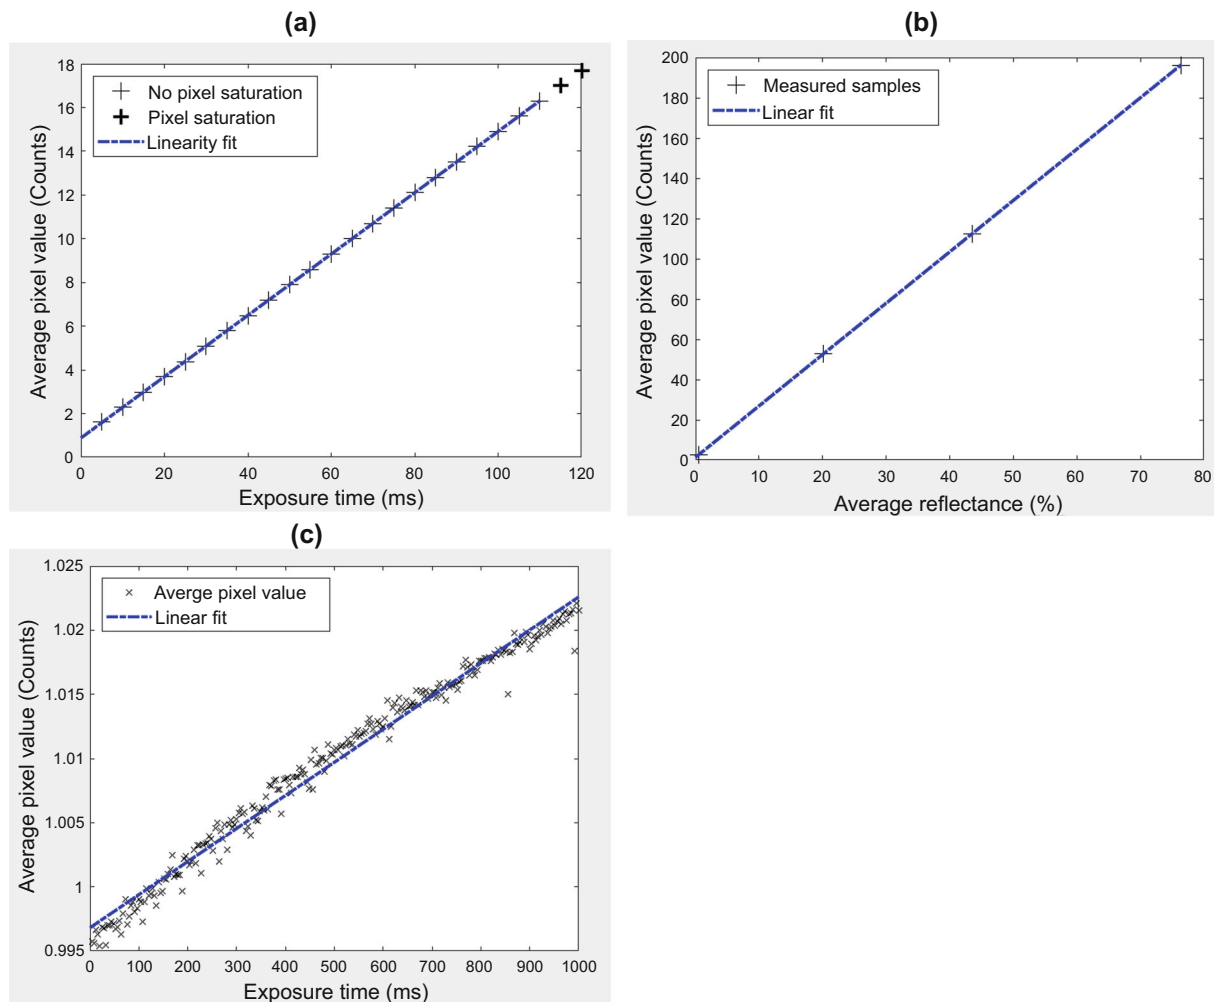 (a)
18
16
14
12
10
8
6
4
2
0
Average pixel value (Counts)
No pixel saturation
Pixel saturation
Linearity fit
0 20 40 60 80 100 120
Exposure time (ms)
(b)
200
180
160
140
120
100
60
60
40
20
0
Average pixel value (Counts)
Measured samples
Linear fit
0 10 20 30 40 50 60 70 80
Average reflectance (%)
(c)
1.025
1.02
1.015
1.01
1.005
1
0.995
Average pixel value (Counts)
Averge pixel value
Linear fit
0 100 200 300 400 500 600 700 800 900 1000
Exposure time (ms)